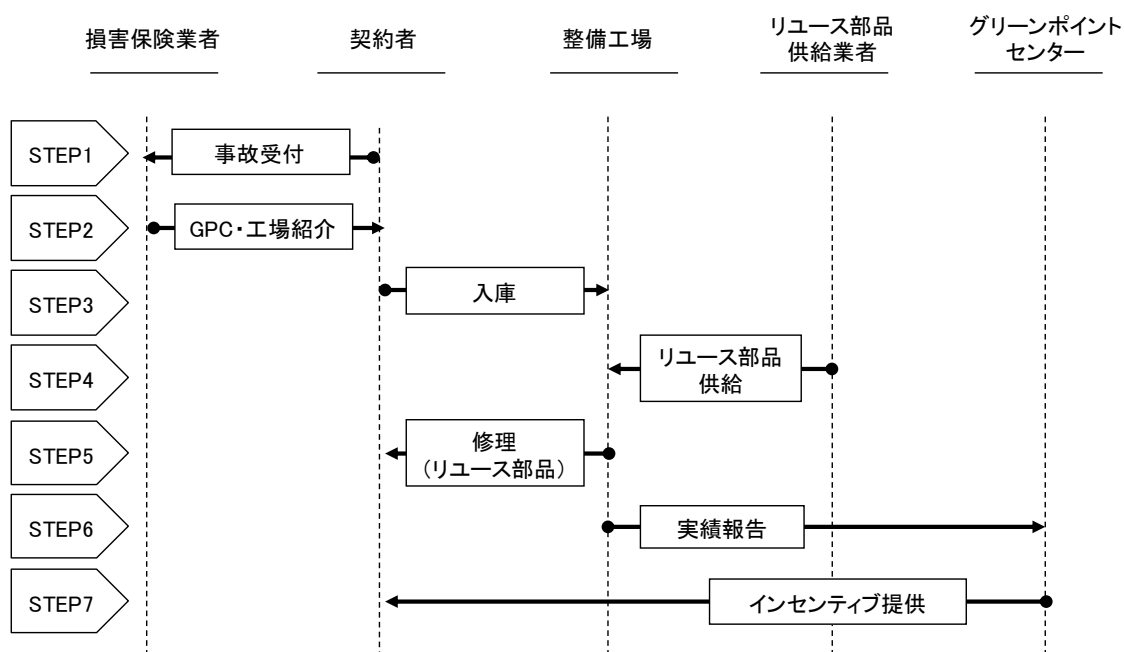 損害保険業者
契約者
整備工場
リユース部品
供給業者
グリーンポイント
センター
STEP1
事故受付
STEP2
GPC・工場紹介
STEP3
入庫
STEP4
リユース部品
供給
STEP5
修理
（リユース部品）
STEP6
実績報告
STEP7
インセンティブ提供